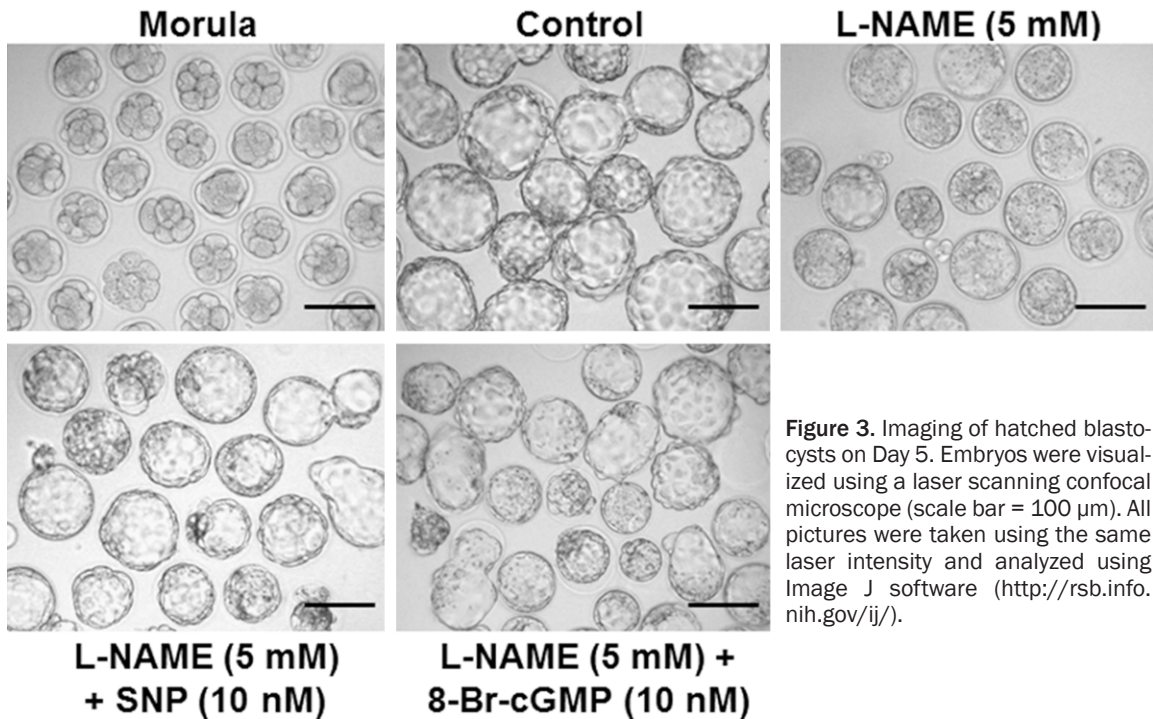 Morula
Control
L-NAME (5 mM)
L-NAME (5 mM)
+ SNP (10 nM)
L-NAME (5 mM) +
8-Br-cGMP (10 nM)
Figure 3. Imaging of hatched blasto-
cysts on Day 5. Embryos were visual-
ized using a laser scanning confocal
microscope (scale bar = 100 μm). All
pictures were taken using the same
laser intensity and analyzed using
Image J software (http://rsb.info.
nih.gov/ij/).